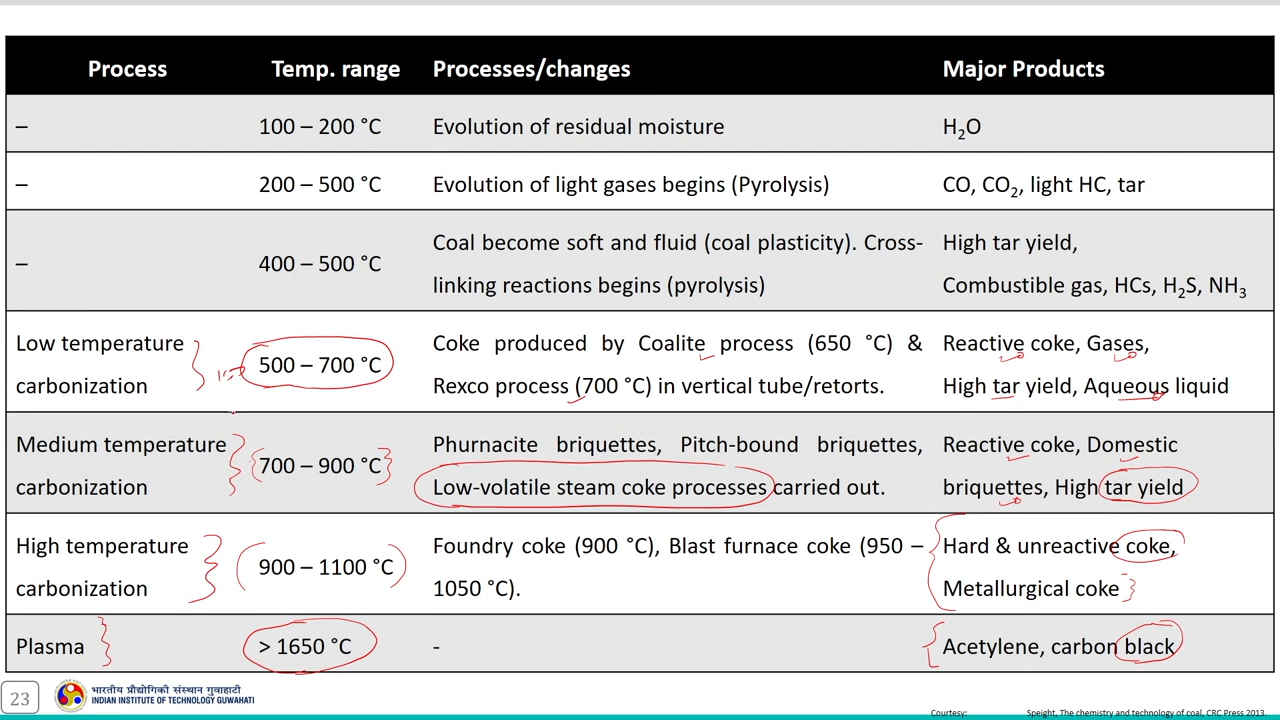 Process Temp. range Processes/changes Major Products
– 100 – 200 °C Evolution of residual moisture H₂O
– 200 – 500 °C Evolution of light gases begins (Pyrolysis) CO, CO₂, light HC, tar
– 400 – 500 °C Coal become soft and fluid (coal plasticity). Cross- High tar yield,
linking reactions begins (pyrolysis) Combustible gas, HCs, H₂S, NH₃
Low temperature 500 – 700 °C Coke produced by Coalite process (650 °C) & Reactive coke, Gases,
carbonization Rexco process (700 °C) in vertical tube/retorts. High tar yield, Aqueous liquid
Medium temperature 700 – 900 °C Phurnacite briquettes, Pitch-bound briquettes, Reactive coke, Domestic
carbonization Low-volatile steam coke processes carried out. briquettes, High tar yield
High temperature 900 – 1100 °C Foundry coke (900 °C), Blast furnace coke (950 – Hard & unreactive coke,
carbonization 1050 °C). Metallurgical coke
Plasma > 1650 °C - Acetylene, carbon black
23
भारतीय प्रौद्योगिकी संस्थान गुवाहाटी
INDIAN INSTITUTE OF TECHNOLOGY GUWAHATI
Courtesy: Speight, The chemistry and technology of coal, CRC Press 2013.